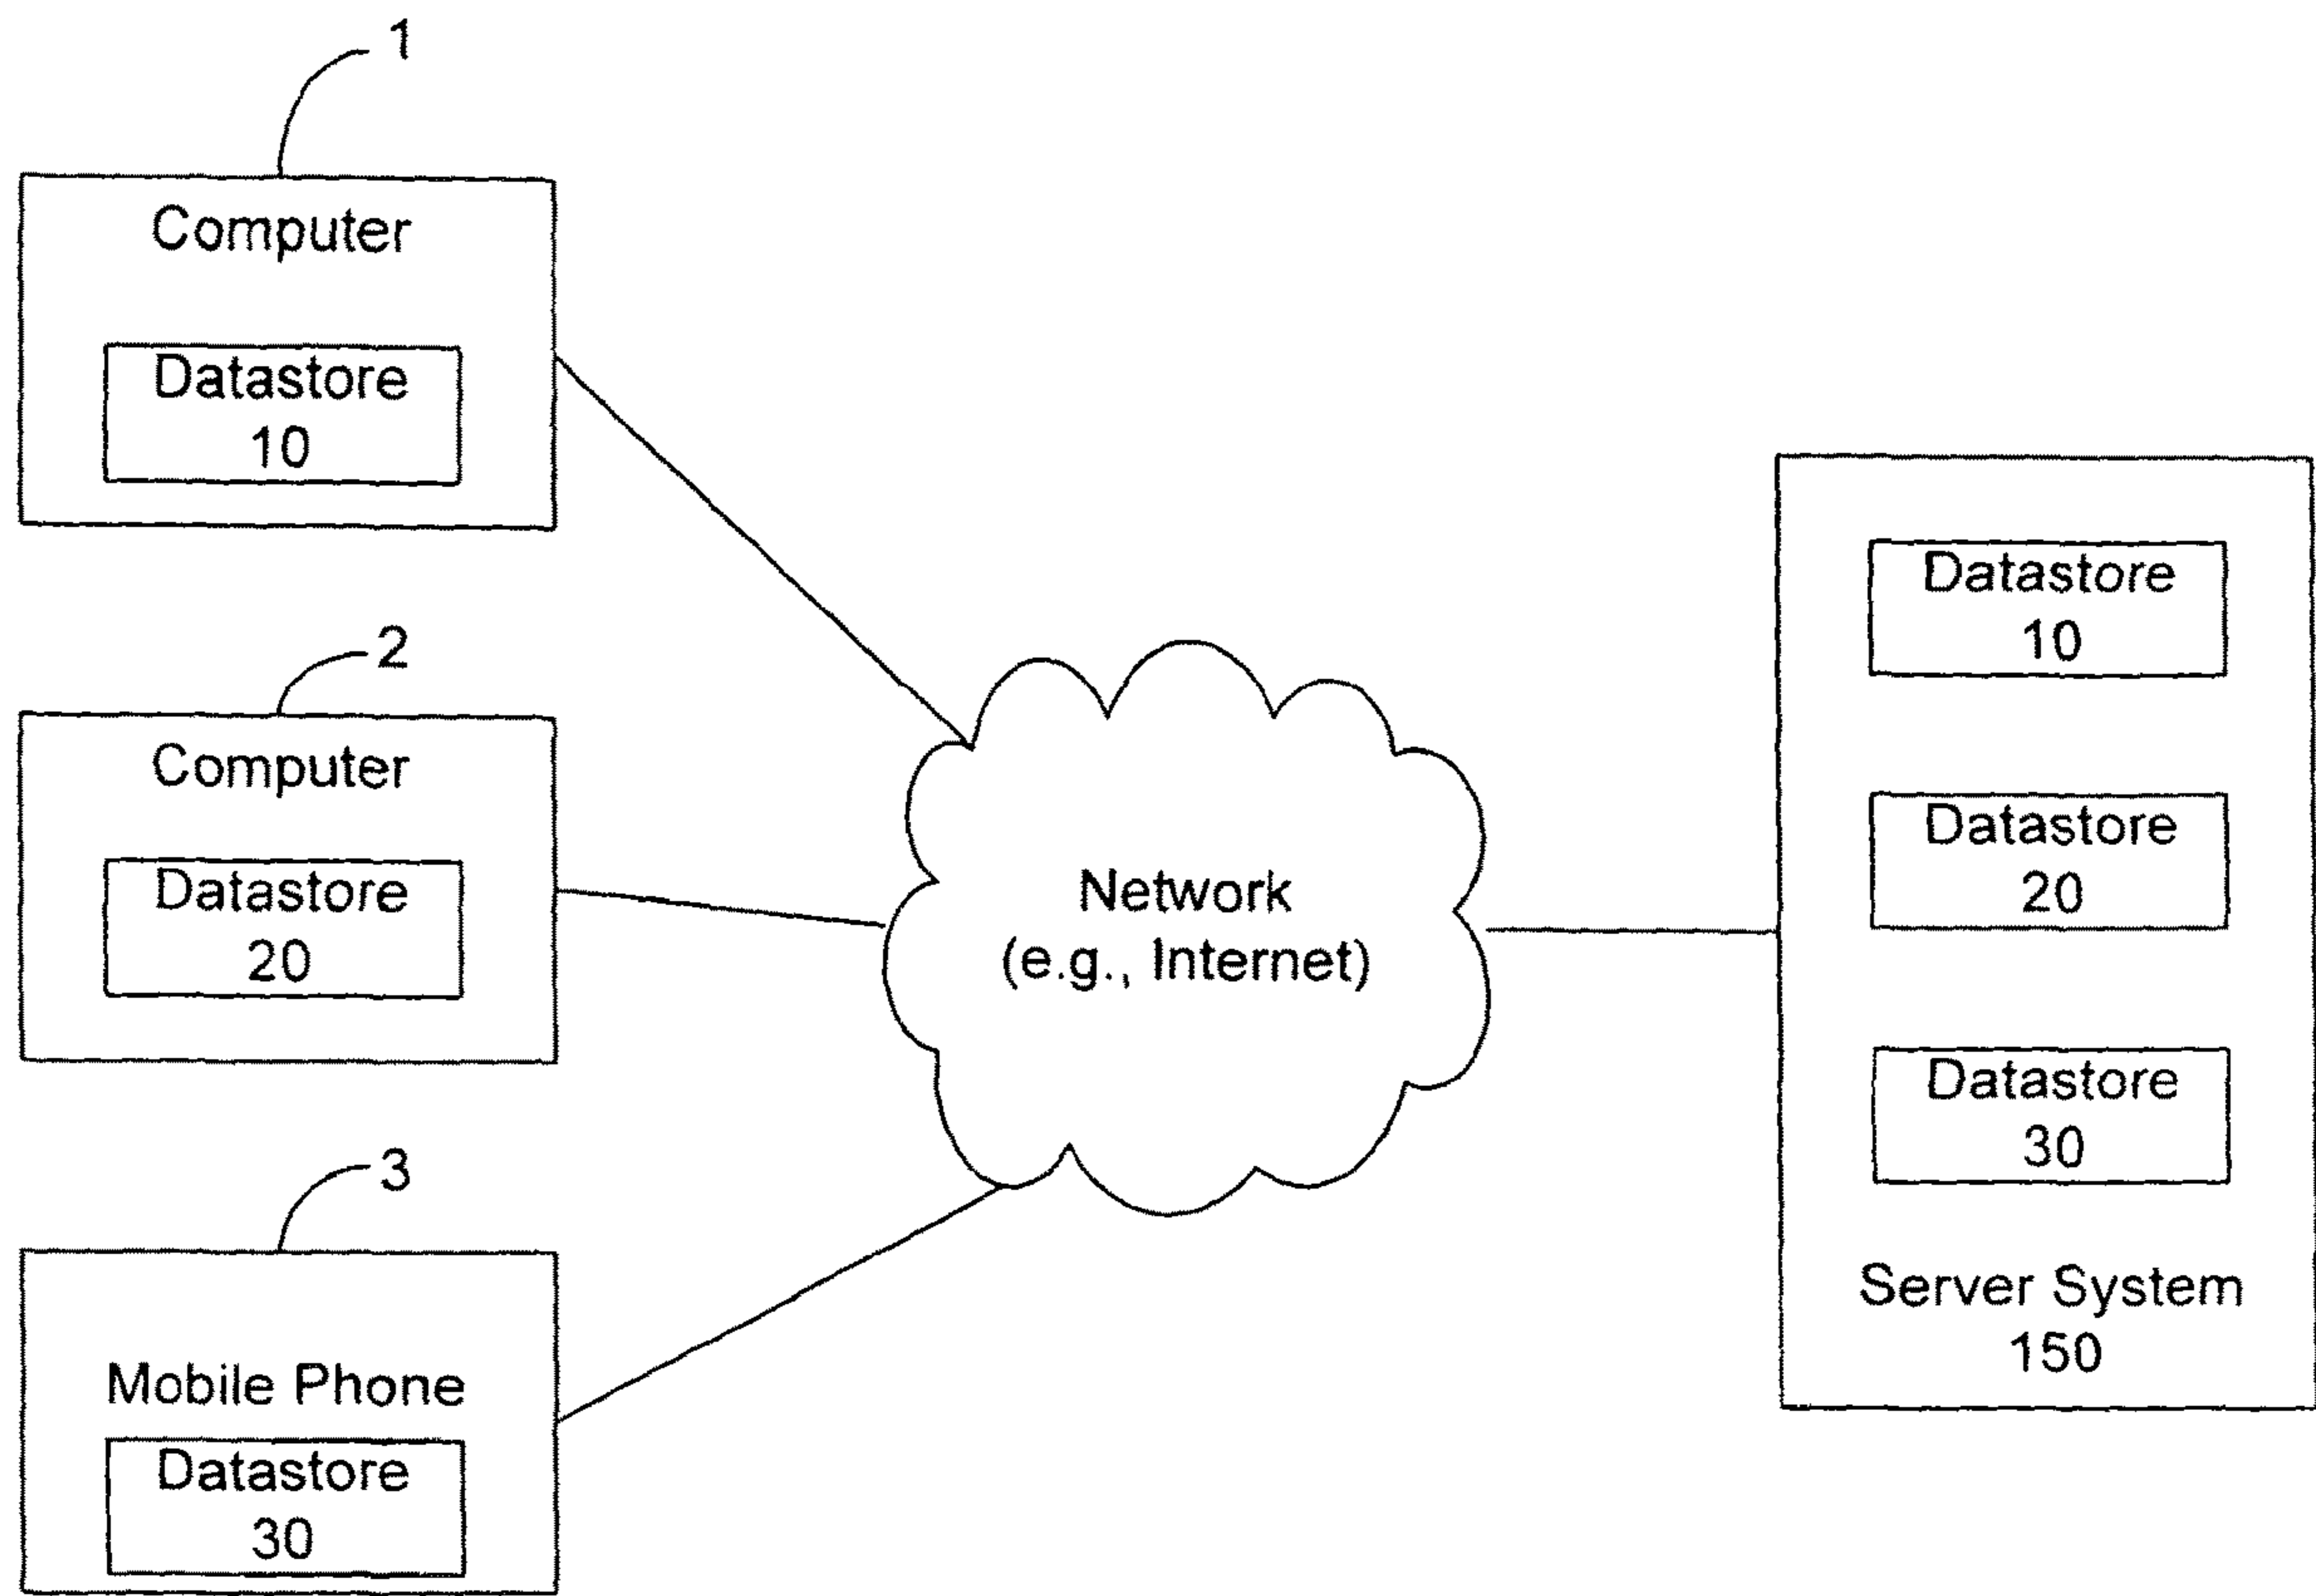 1
Computer
Datastore
10
2
Computer
Datastore
20
3
Mobile Phone
Datastore
30
Network
(e.g., Internet)
Datastore
10
Datastore
20
Datastore
30
Server System
150